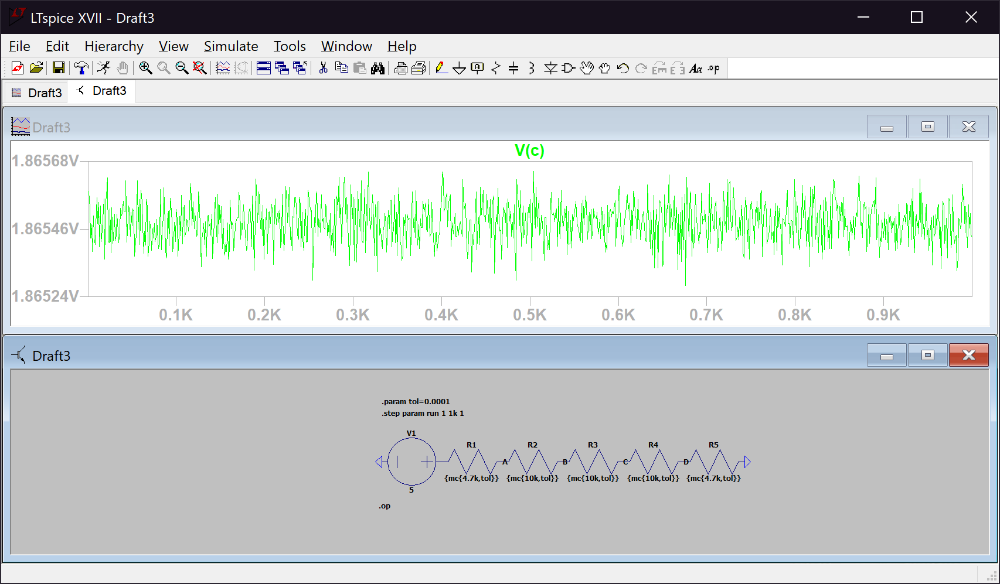 LTspice XVII - Draft3
File Edit Hierarchy View Simulate Tools Window Help
Draft3 Draft3
Draft3
V(c)
1.86568V
1.86546V
1.86524V
0.1K 0.2K 0.3K 0.4K 0.5K 0.6K 0.7K 0.8K 0.9K
Draft3
.param tol=0.0001
.step param run 1 1k 1
V1
R1 R2 R3 R4 R5
A B C D
{mc{4.7k,tol}} {mc{10k,tol}} {mc{10k,tol}} {mc{10k,tol}} {mc{4.7k,tol}}
5
.op